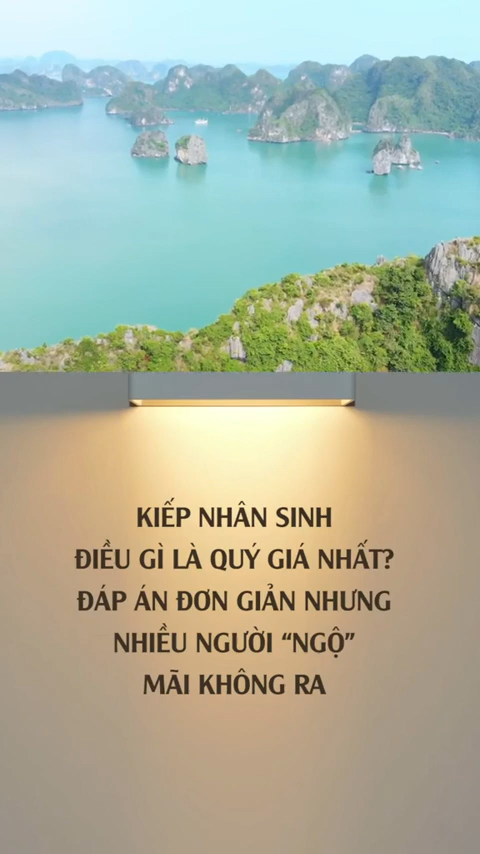 KIẾP NHÂN SINH
ĐIỀU GÌ LÀ QUÝ GIÁ NHẤT?
ĐÁP ÁN ĐƠN GIẢN NHƯNG
NHIỀU NGƯỜI “NGỘ”
MÃI KHÔNG RA